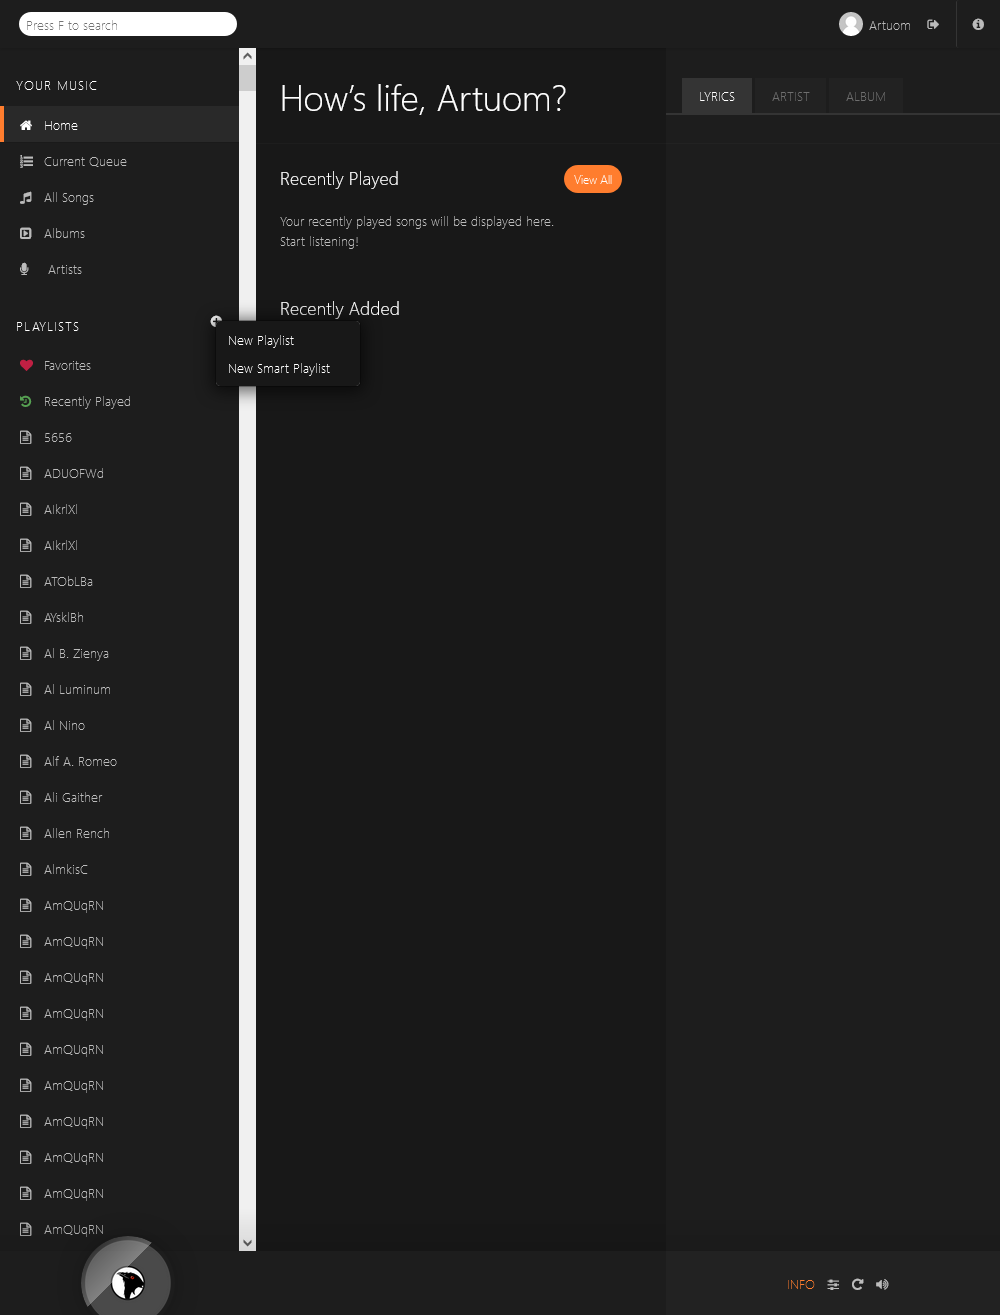 Press F to search
Artuom
YOUR MUSIC
Home
Current Queue
All Songs
Albums
Artists
PLAYLISTS
Favorites
Recently Played
5656
ADUOFWd
AIkrlXl
AIkrlXl
ATObLBa
AYsklBh
Al B. Zienya
Al Luminum
Al Nino
Alf A. Romeo
Ali Gaither
Allen Rench
AlmkisC
AmQUqRN
AmQUqRN
AmQUqRN
AmQUqRN
AmQUqRN
AmQUqRN
AmQUqRN
AmQUqRN
AmQUqRN
AmQUqRN
New Playlist
New Smart Playlist
How's life, Artuom?
Recently Played
View All
Your recently played songs will be displayed here.
Start listening!
Recently Added
LYRICS
ARTIST
ALBUM
INFO